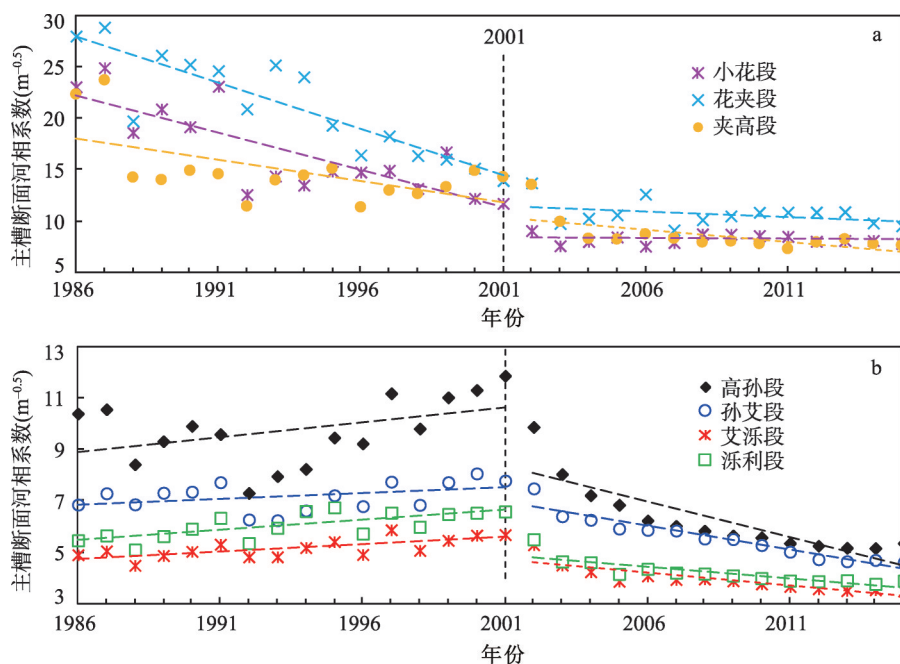 主槽断面河相系数(m⁻⁰·⁵)
30
25
20
15
10
5
2001
a
小花段
花夹段
夹高段
1986
1991
1996
2001
2006
2011
年份
主槽断面河相系数(m⁻⁰·⁵)
13
11
9
7
5
3
b
高孙段
孙艾段
艾泺段
泺利段
1986
1991
1996
2001
2006
2011
年份